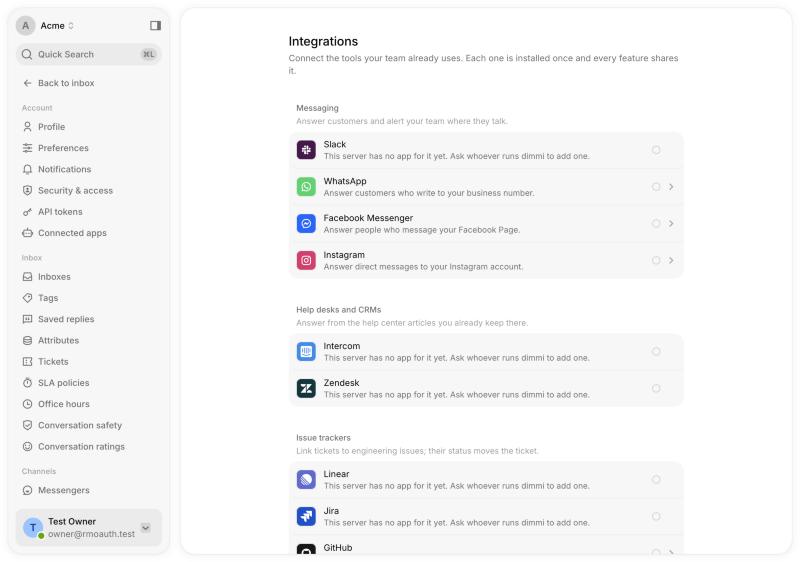 A
Acme
Quick Search
⌘L
Back to inbox
Account
Profile
Preferences
Notifications
Security & access
API tokens
Connected apps
Inbox
Inboxes
Tags
Saved replies
Attributes
Tickets
SLA policies
Office hours
Conversation safety
Conversation ratings
Channels
Messengers
T
Test Owner
owner@rmoauth.test
Integrations
Connect the tools your team already uses. Each one is installed once and every feature shares
it.
Messaging
Answer customers and alert your team where they talk.
Slack
This server has no app for it yet. Ask whoever runs dimmi to add one.
WhatsApp
Answer customers who write to your business number.
Facebook Messenger
Answer people who message your Facebook Page.
Instagram
Answer direct messages to your Instagram account.
Help desks and CRMs
Answer from the help center articles you already keep there.
Intercom
This server has no app for it yet. Ask whoever runs dimmi to add one.
Zendesk
This server has no app for it yet. Ask whoever runs dimmi to add one.
Issue trackers
Link tickets to engineering issues; their status moves the ticket.
Linear
This server has no app for it yet. Ask whoever runs dimmi to add one.
Jira
This server has no app for it yet. Ask whoever runs dimmi to add one.
GitHub